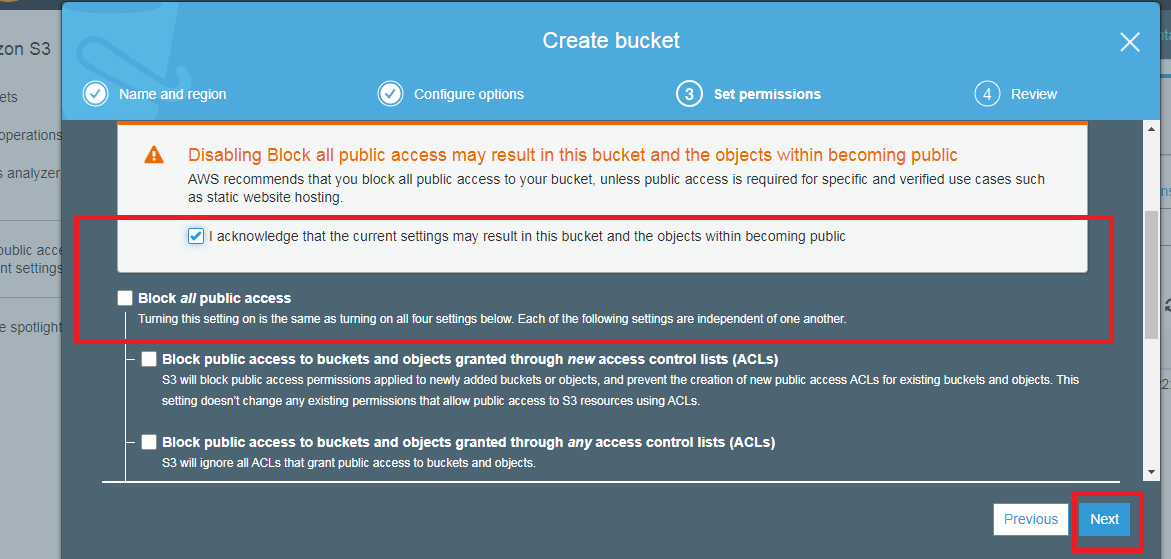 Create bucket
zon S3
Name and region
Configure options
3 Set permissions
4 Review
Disabling Block all public access may result in this bucket and the objects within becoming public
AWS recommends that you block all public access to your bucket, unless public access is required for specific and verified use cases such
as static website hosting.
I acknowledge that the current settings may result in this bucket and the objects within becoming public
Block all public access
Turning this setting on is the same as turning on all four settings below. Each of the following settings are independent of one another.
Block public access to buckets and objects granted through new access control lists (ACLs)
S3 will block public access permissions applied to newly added buckets or objects, and prevent the creation of new public access ACLs for existing buckets and objects. This
setting doesn't change any existing permissions that allow public access to S3 resources using ACLs.
Block public access to buckets and objects granted through any access control lists (ACLs)
S3 will ignore all ACLs that grant public access to buckets and objects.
Previous
Next
ets
operations
s analyzer
public acce
nt settings
e spotlight